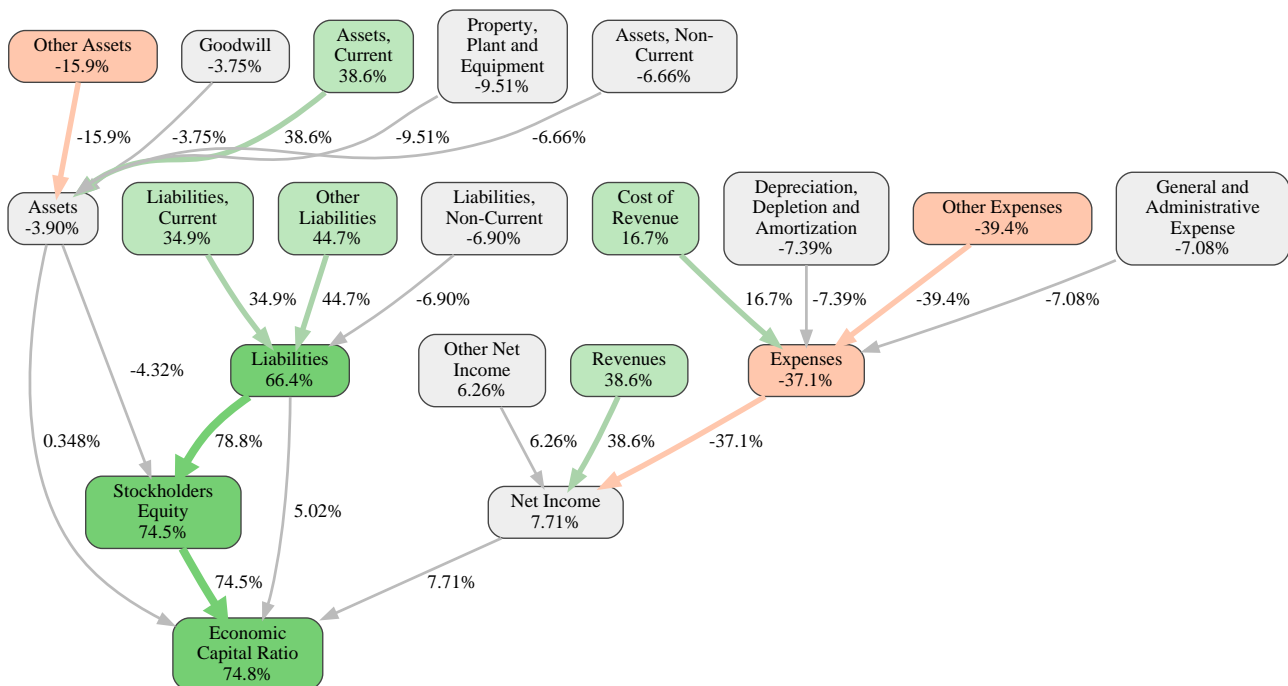 Other Assets
-15.9%
Goodwill
-3.75%
Assets,
Current
38.6%
Property,
Plant and
Equipment
-9.51%
Assets, Non-
Current
-6.66%
-15.9%
-3.75%
38.6%
-9.51%
-6.66%
Assets
-3.90%
Liabilities,
Current
34.9%
Other
Liabilities
44.7%
Liabilities,
Non-Current
-6.90%
Cost of
Revenue
16.7%
Depreciation,
Depletion and
Amortization
-7.39%
Other Expenses
-39.4%
General and
Administrative
Expense
-7.08%
34.9%
44.7%
-6.90%
16.7%
-7.39%
-39.4%
-7.08%
-4.32%
Liabilities
66.4%
Other Net
Income
6.26%
Revenues
38.6%
Expenses
-37.1%
0.348%
78.8%
6.26%
38.6%
-37.1%
Stockholders
Equity
74.5%
5.02%
Net Income
7.71%
74.5%
7.71%
Economic
Capital Ratio
74.8%